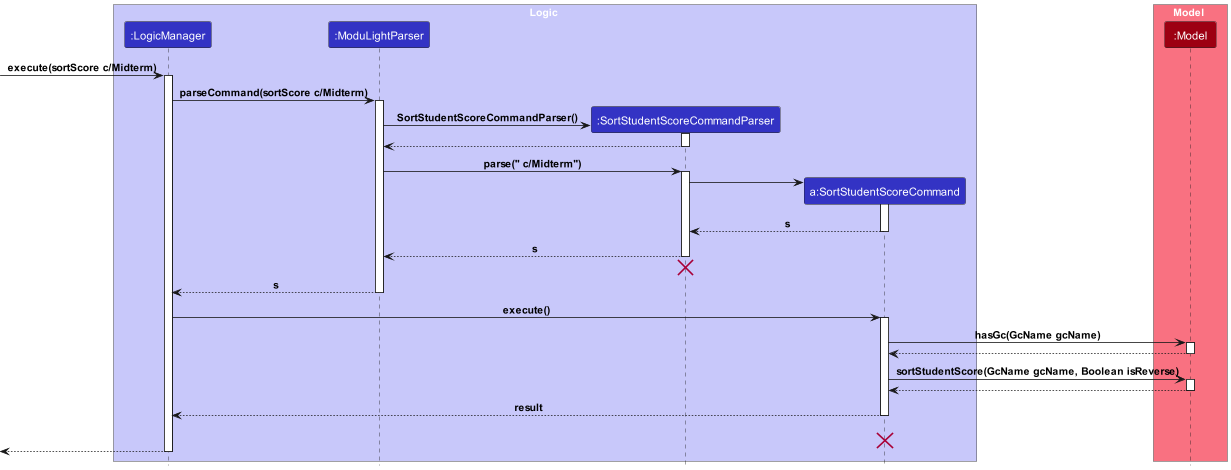 Logic
Model
:LogicManager
:ModuLightParser
:Model
execute(sortScore c/Midterm)
parseCommand(sortScore c/Midterm)
SortStudentScoreCommandParser()
:SortStudentScoreCommandParser
parse(" c/Midterm")
a:SortStudentScoreCommand
s
s
s
execute()
hasGc(GcName gcName)
sortStudentScore(GcName gcName, Boolean isReverse)
result